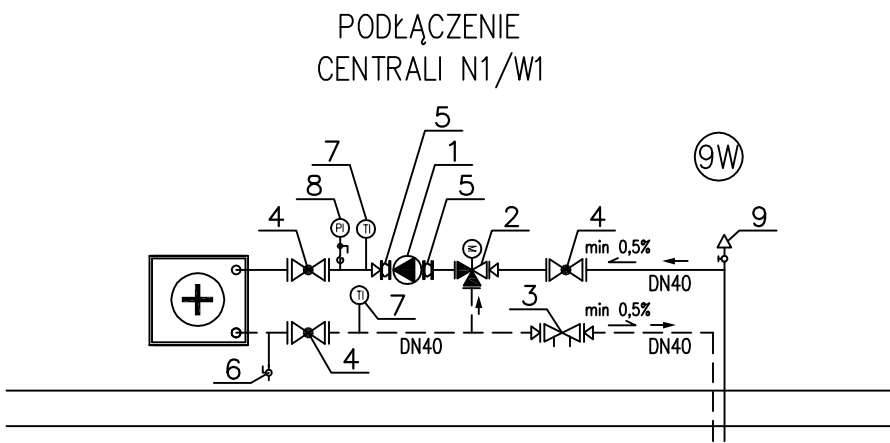 PODŁĄCZENIE
CENTRALI N1/W1
5
7
1
9W
8
5
4
2
4
9
PI
TI
M
min 0,5%
DN40
TI
7
3
min 0,5%
DN40
DN40
6
4